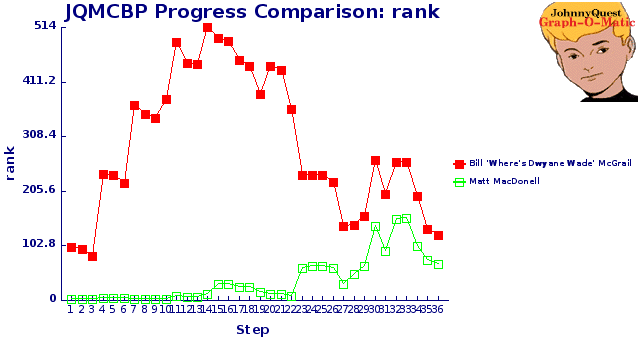 JQMCBP Progress Comparison: rank
JohnnyQuest
Graph-O-Matic
514
411.2
308.4
205.6
102.8
0
rank
Bill 'Where's Dwyane Wade' McGrail
Matt MacDonell
1 2 3 4 5 6 7 8 9 10 11 12 13 14 15 16 17 18 19 20 21 22 23 24 25 26 27 28 29 30 31 32 33 34 35 36
Step